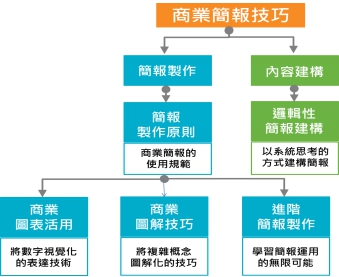 商業簡報技巧
簡報製作
內容建構
簡報
製作原則
商業簡報的
使用規範
邏輯性
簡報建構
以系統思考的
方式建構簡報
商業
圖表活用
將數字視覺化
的表達技術
商業
圖解技巧
將複雜概念
圖解化的技巧
進階
簡報製作
學習簡報運用
的無限可能